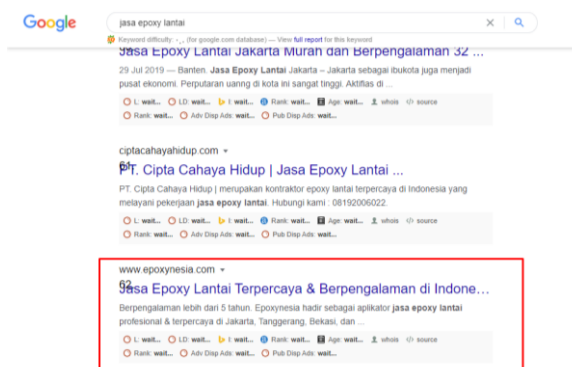 Google
jasa epoxy lantai
Keyword difficulty - , (for google.com database) — View full report for this keyword
Jasa Epoxy Lantai Jakarta Murah dan Berpengalaman 32 ...
29 Jul 2019 — Banten. Jasa Epoxy Lantai Jakarta – Jakarta sebagai ibukota juga menjadi
pusat ekonomi. Perputaran uanng di kota ini sangat tinggi. Aktifias di ...
L: wait... LD: wait... I: wait... Rank: wait... Age: wait... whois </> source
Rank: wait... Adv Disp Ads: wait... Pub Disp Ads: wait...
ciptacahayahidup.com
61
PT. Cipta Cahaya Hidup | Jasa Epoxy Lantai ...
PT. Cipta Cahaya Hidup | merupakan kontraktor epoxy lantai terpercaya di Indonesia yang
melayani pekerjaan jasa epoxy lantai. Hubungi kami : 08192006022.
L: wait... LD: wait... I: wait... Rank: wait... Age: wait... whois </> source
Rank: wait... Adv Disp Ads: wait... Pub Disp Ads: wait...
www.epoxynesia.com
62
Jasa Epoxy Lantai Terpercaya & Berpengalaman di Indone...
Berpengalaman lebih dari 5 tahun. Epoxynesia hadir sebagai aplikator jasa epoxy lantai
profesional & terpercaya di Jakarta, Tanggerang, Bekasi, dan ...
L: wait... LD: wait... I: wait... Rank: wait... Age: wait... whois </> source
Rank: wait... Adv Disp Ads: wait... Pub Disp Ads: wait...